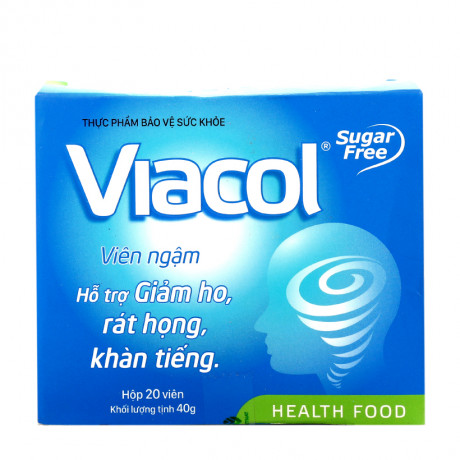 THỰC PHẨM BẢO VỆ SỨC KHỎE
Viacol®
Sugar
Free
Viên ngậm
Hỗ trợ Giảm ho,
rát họng,
khàn tiếng.
Hộp 20 viên
Khối lượng tịnh 40g
HEALTH FOOD